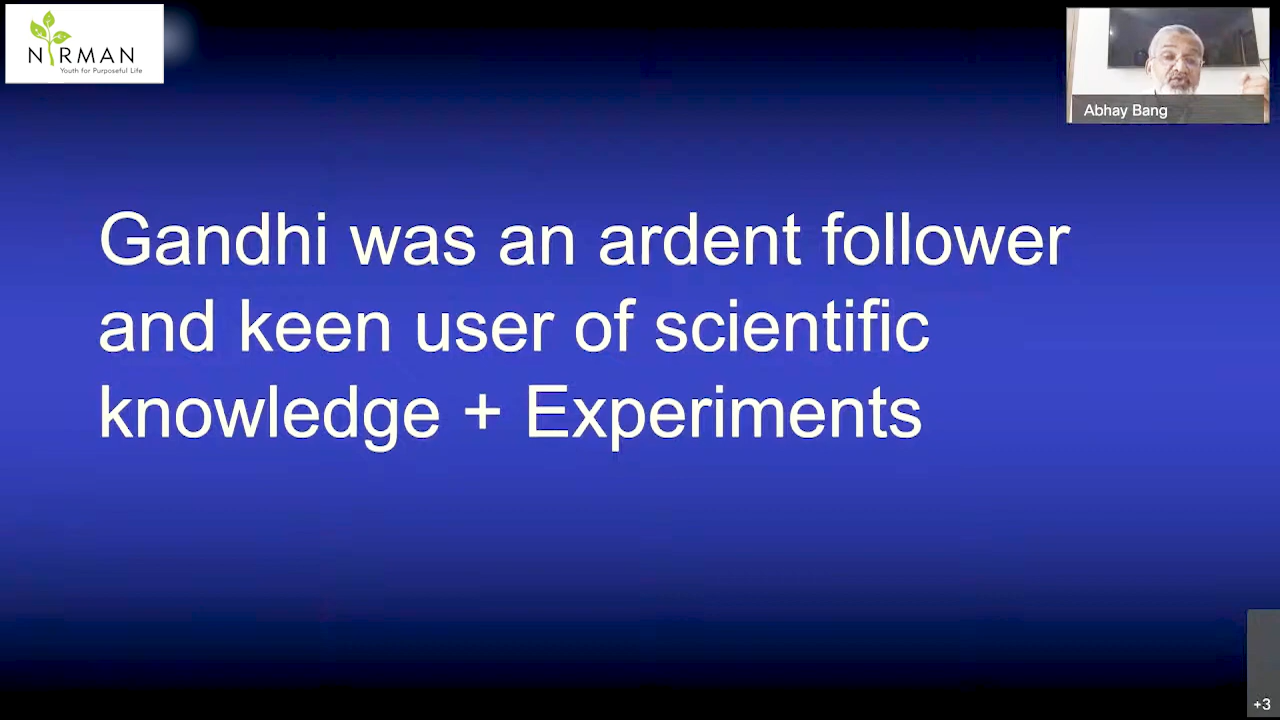 NIRMAN
Youth for Purposeful Life
Abhay Bang
Gandhi was an ardent follower
and keen user of scientific
knowledge + Experiments
+3